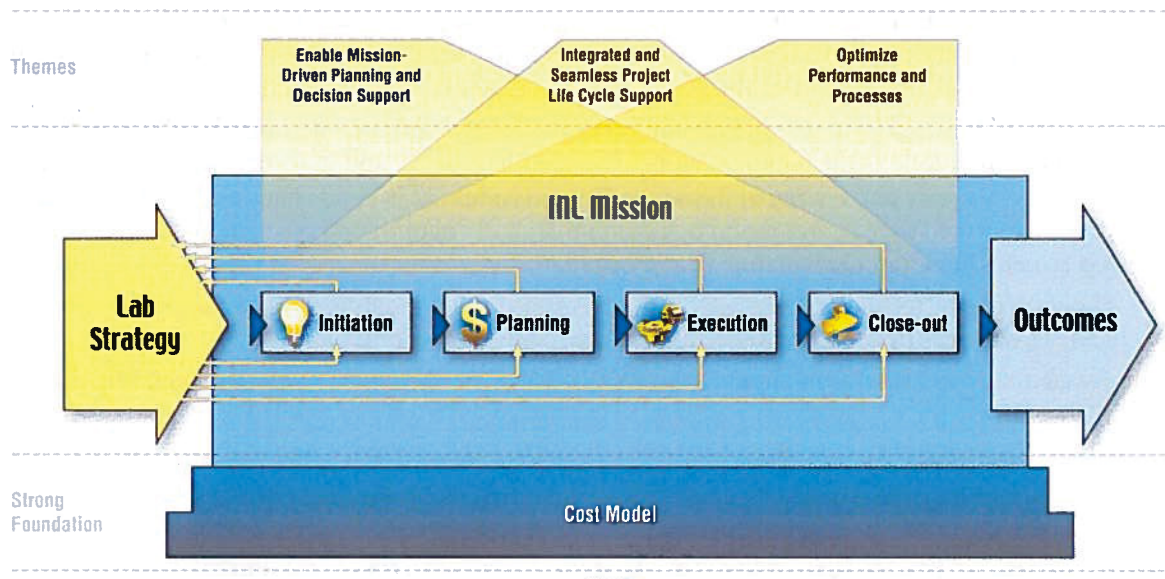 Themes
Enable Mission-
Driven Planning and
Decision Support
Integrated and
Seamless Project
Life Cycle Support
Optimize
Performance and
Processes
INL Mission
Lab
Strategy
Initiation
Planning
Execution
Close-out
Outcomes
Strong
Foundation
Cost Model